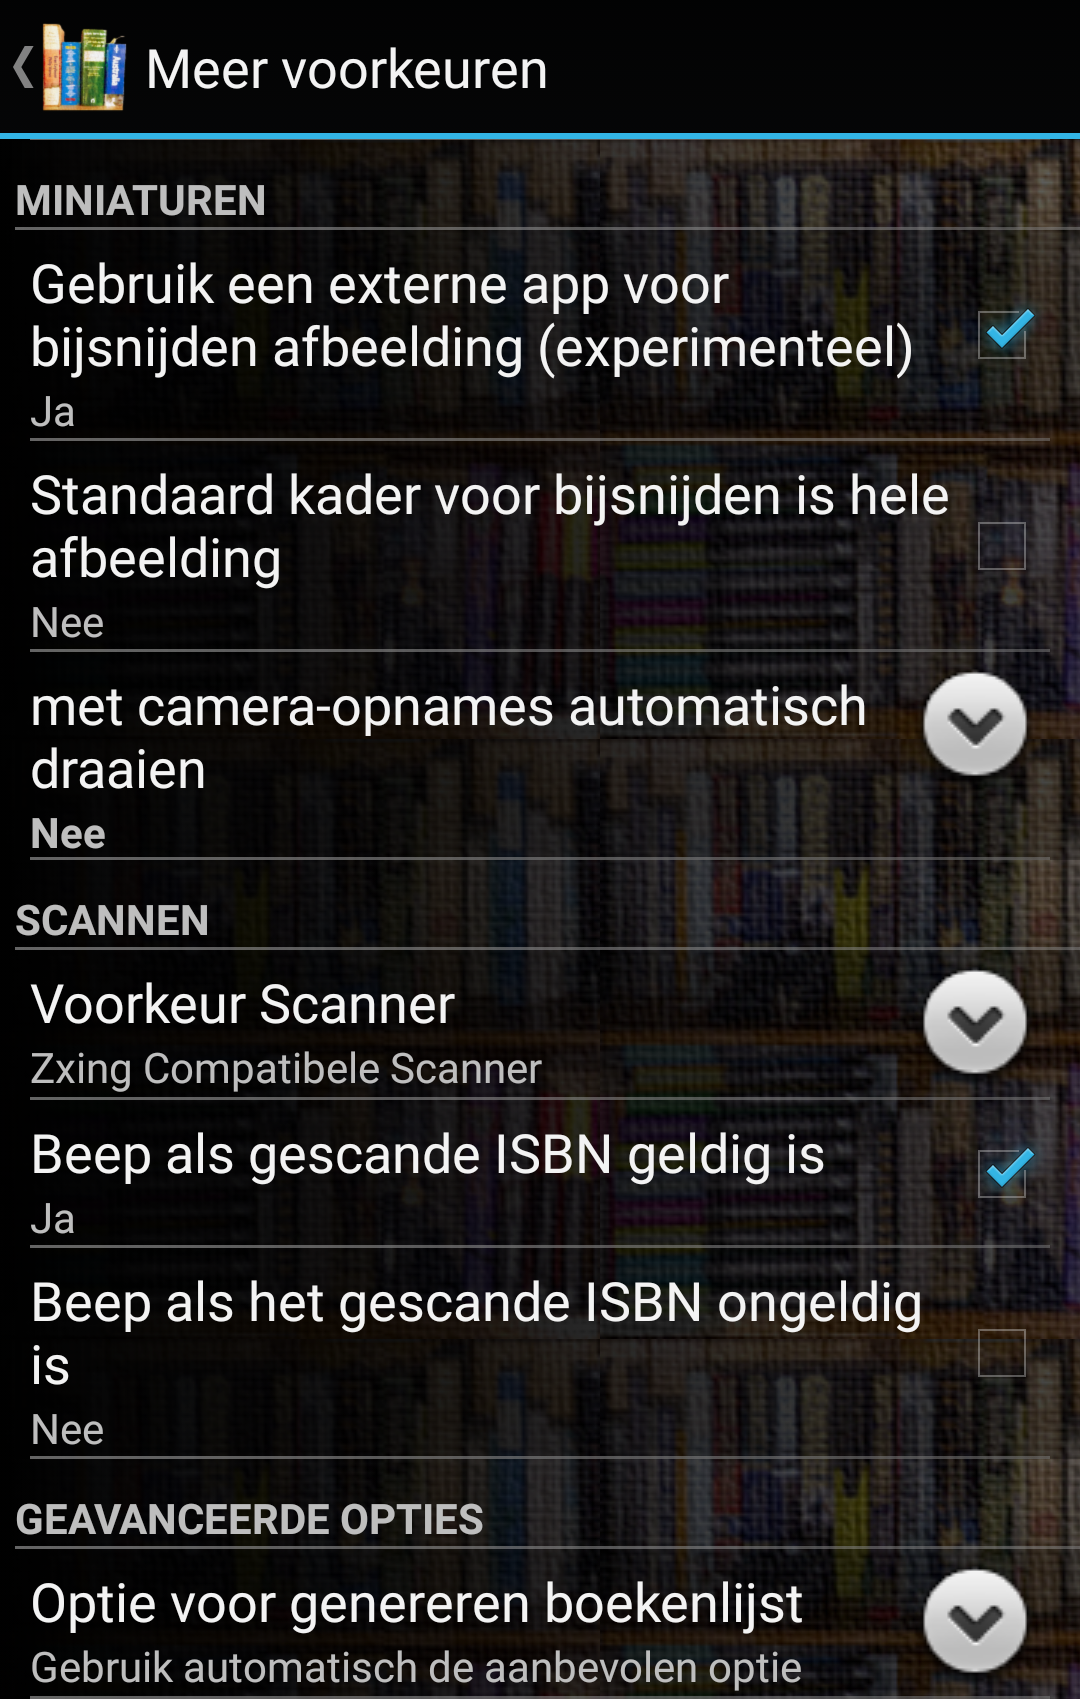 Meer voorkeuren
MINIATUREN
Gebruik een externe app voor
bijsnijden afbeelding (experimenteel)
Ja
Standaard kader voor bijsnijden is hele
afbeelding
Nee
met camera-opnames automatisch
draaien
Nee
SCANNEN
Voorkeur Scanner
Zxing Compatibele Scanner
Beep als gescande ISBN geldig is
Ja
Beep als het gescande ISBN ongeldig
is
Nee
GEAVANCEERDE OPTIES
Optie voor genereren boekenlijst
Gebruik automatisch de aanbevolen optie